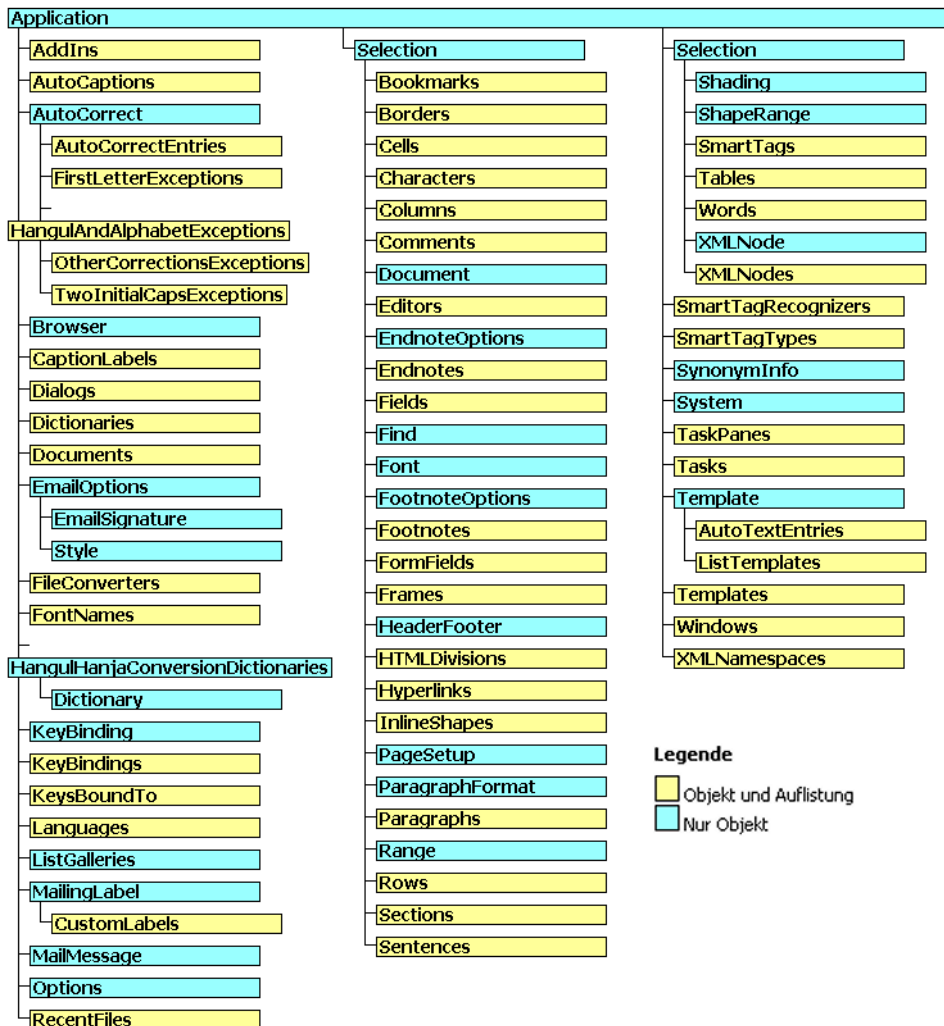 Application
AddIns
AutoCaptions
AutoCorrect
AutoCorrectEntries
FirstLetterExceptions
HangulAndAlphabetExceptions
OtherCorrectionsExceptions
TwoInitialCapsExceptions
Browser
CaptionLabels
Dialogs
Dictionaries
Documents
EmailOptions
EmailSignature
Style
FileConverters
FontNames
HangulHanjaConversionDictionaries
Dictionary
KeyBinding
KeyBindings
KeysBoundTo
Languages
ListGalleries
MailingLabel
CustomLabels
MailMessage
Options
RecentFiles
Selection
Bookmarks
Borders
Cells
Characters
Columns
Comments
Document
Editors
EndnoteOptions
Endnotes
Fields
Find
Font
FootnoteOptions
Footnotes
FormFields
Frames
HeaderFooter
HTMLDivisions
Hyperlinks
InlineShapes
PageSetup
ParagraphFormat
Paragraphs
Range
Rows
Sections
Sentences
Selection
Shading
ShapeRange
SmartTags
Tables
Words
XMLNode
XMLNodes
SmartTagRecognizers
SmartTagTypes
SynonymInfo
System
TaskPanes
Tasks
Template
AutoTextEntries
ListTemplates
Templates
Windows
XMLNamespaces
Legende
Objekt und Auflistung
Nur Objekt